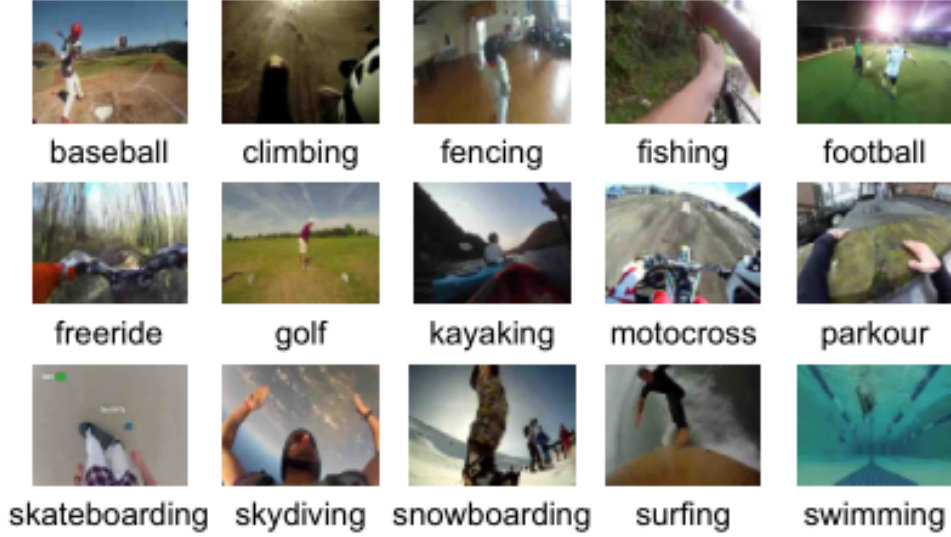 baseball climbing fencing fishing football
freeride golf kayaking motocross parkour
skateboarding skydiving snowboarding surfing swimming